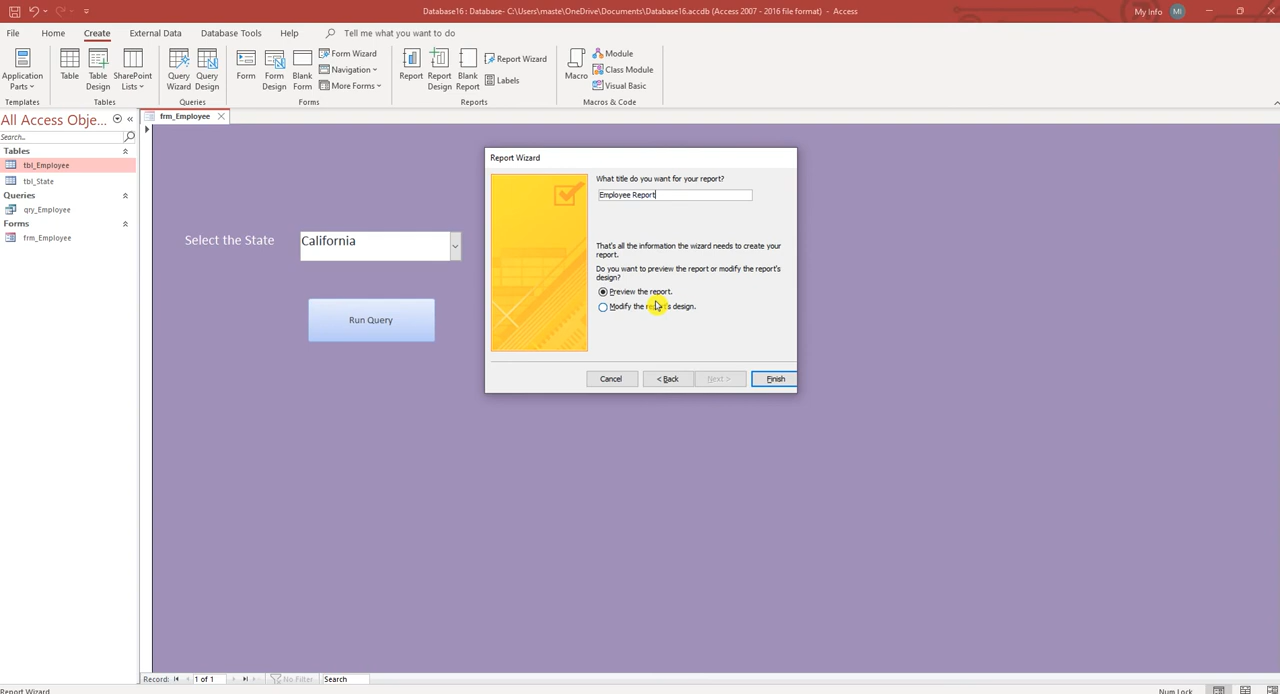 Database16 : Database- C:\Users\maste\OneDrive\Documents\Database16.accdb (Access 2007 - 2016 file format) - Access
My Info
MI
File
Home
Create
External Data
Database Tools
Help
Tell me what you want to do
Application Parts
Table
Table Design
SharePoint Lists
Query Wizard
Query Design
Form
Form Design
Blank Form
Form Wizard
Navigation
More Forms
Report
Report Design
Blank Report
Report Wizard
Labels
Macro
Module
Class Module
Visual Basic
Templates
Tables
Queries
Forms
Reports
Macros & Code
All Access Obje...
Search...
Tables
tbl_Employee
tbl_State
Queries
qry_Employee
Forms
frm_Employee
frm_Employee
Select the State
California
Run Query
Report Wizard
What title do you want for your report?
Employee Report
That's all the information the wizard needs to create your
report.
Do you want to preview the report or modify the report's
design?
Preview the report.
Modify the report's design.
Cancel
< Back
Next >
Finish
Record:
1 of 1
No Filter
Search
Report Wizard
Num Lock